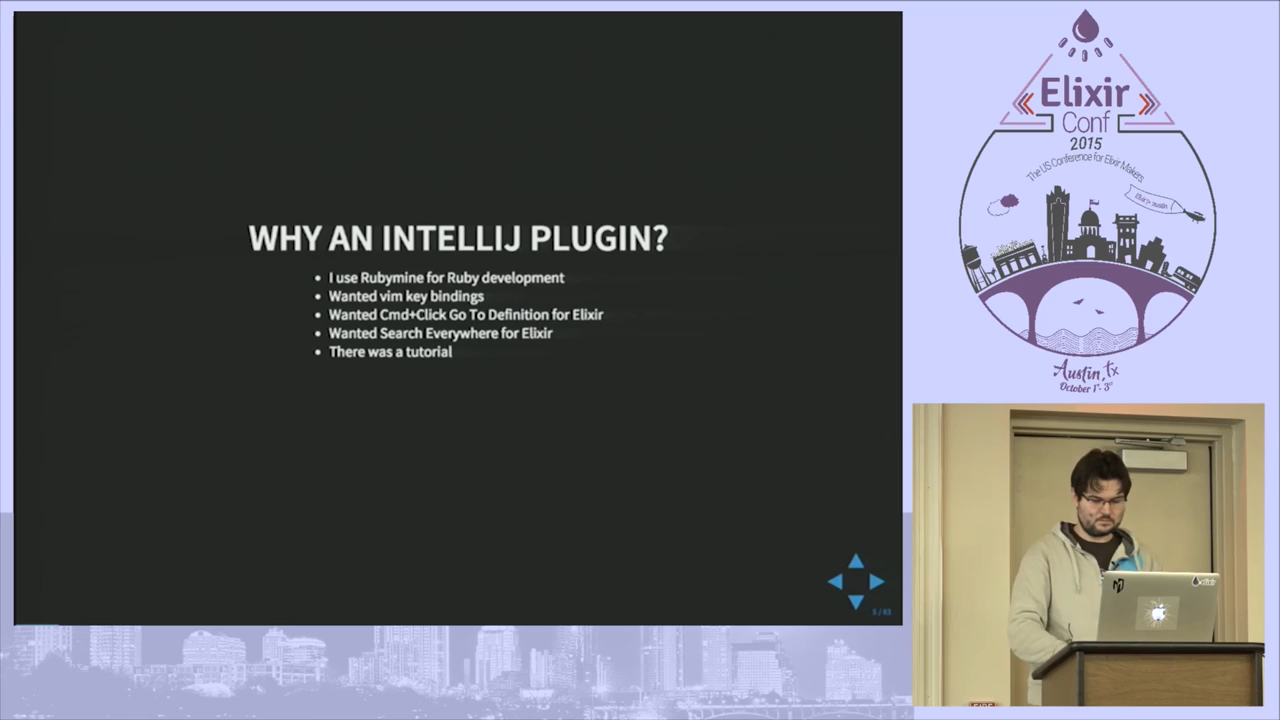 WHY AN INTELLIJ PLUGIN?
I use Rubymine for Ruby development
Wanted vim key bindings
Wanted Cmd+Click Go To Definition for Elixir
Wanted Search Everywhere for Elixir
There was a tutorial
Elixir
Conf
2015
The US Conference for Elixir Makers
Austin, Tx
October 1st - 3rd